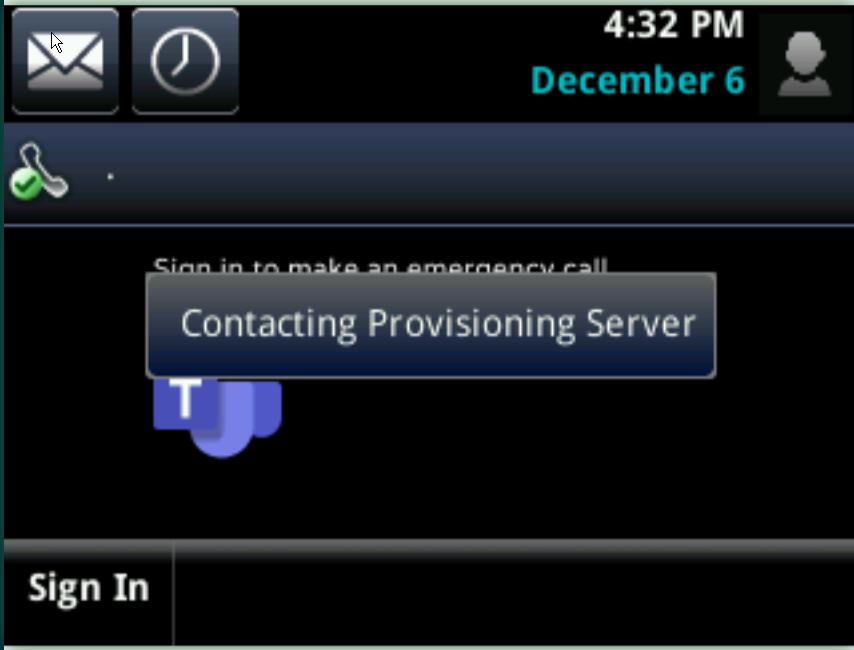 4:32 PM
December 6
.
Sign in to make an emergency call
Contacting Provisioning Server
T
Sign In